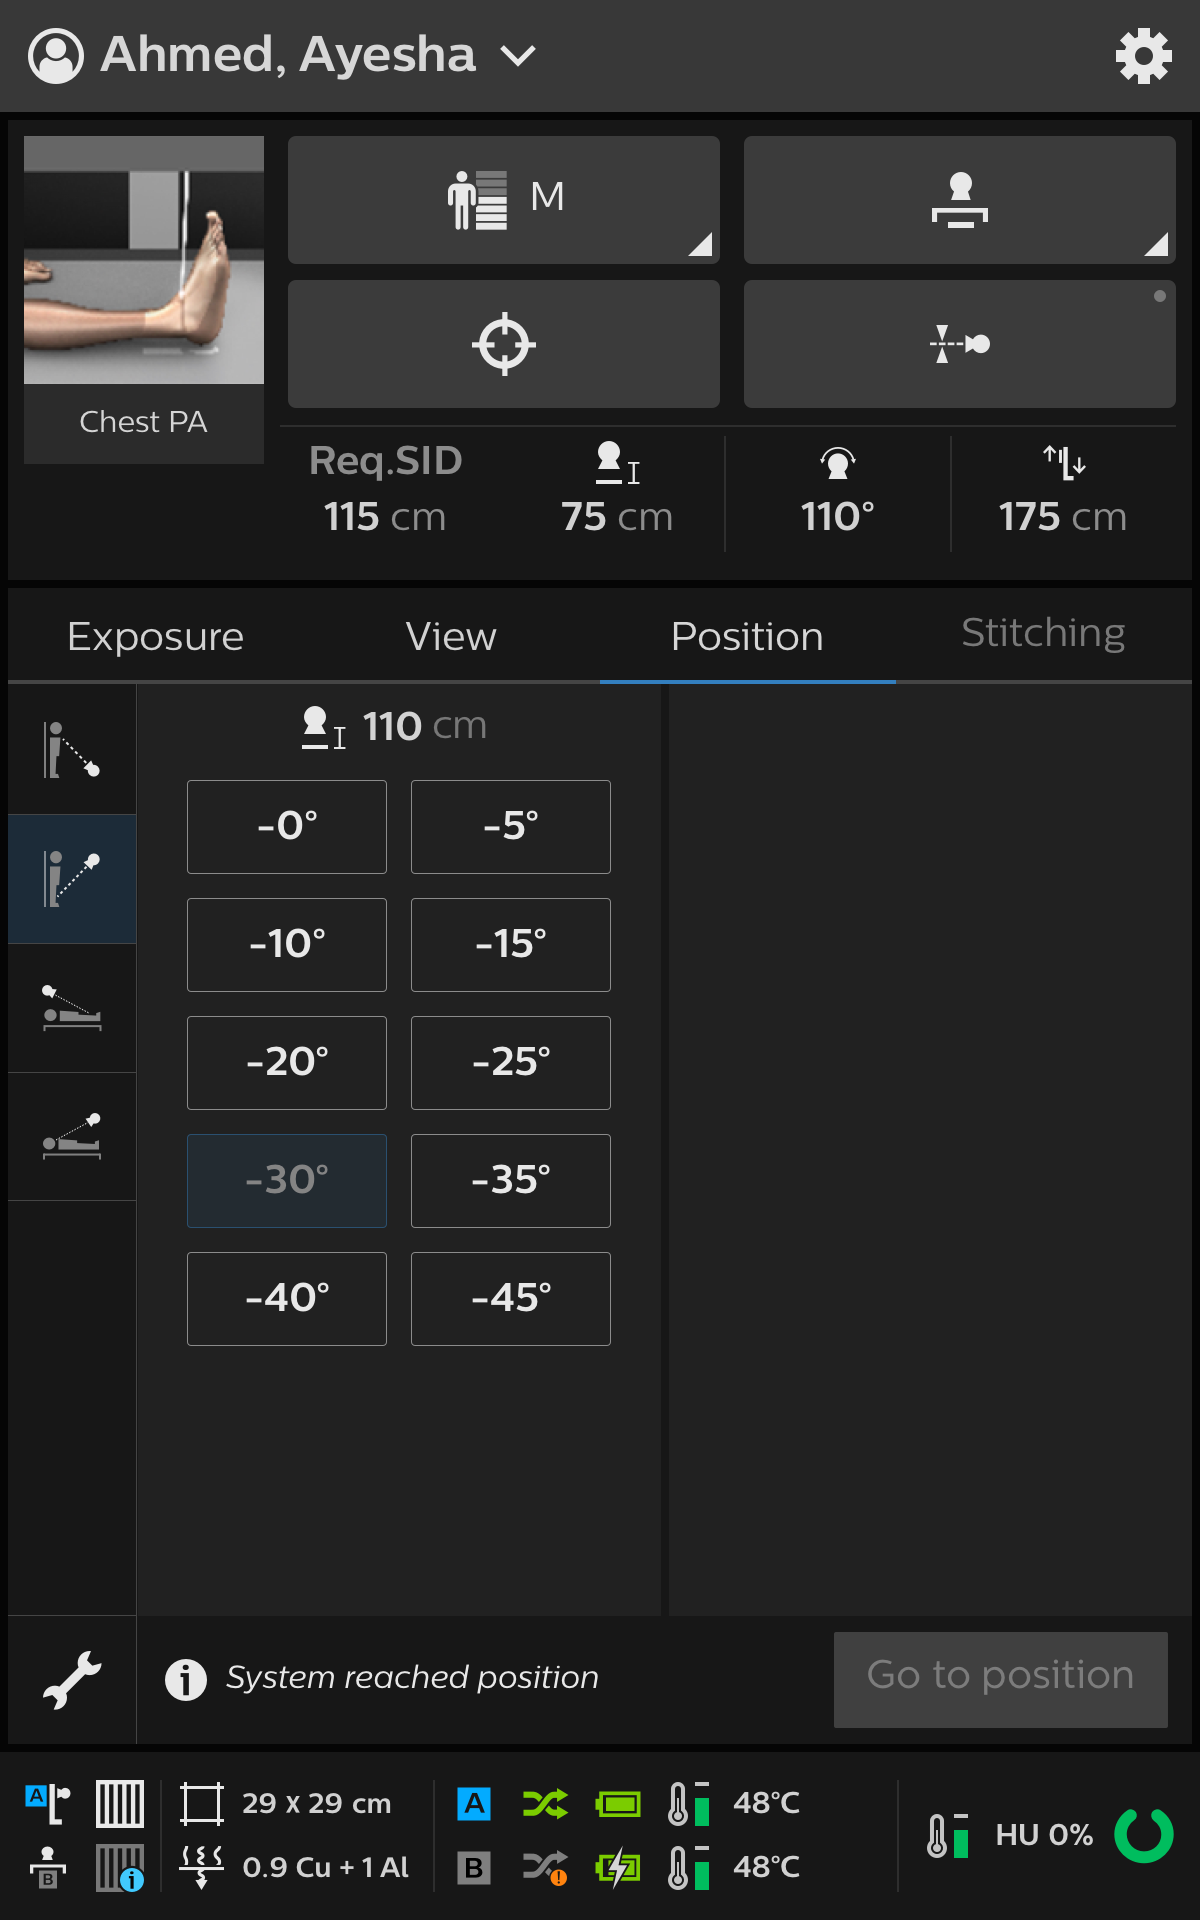 Ahmed, Ayesha
M
Chest PA
Req.SID
115 cm
75 cm
110°
175 cm
Exposure
View
Position
Stitching
110 cm
-0°
-5°
-10°
-15°
-20°
-25°
-30°
-35°
-40°
-45°
System reached position
Go to position
A
29 x 29 cm
A
48°C
HU 0%
B
0.9 Cu + 1 Al
B
48°C